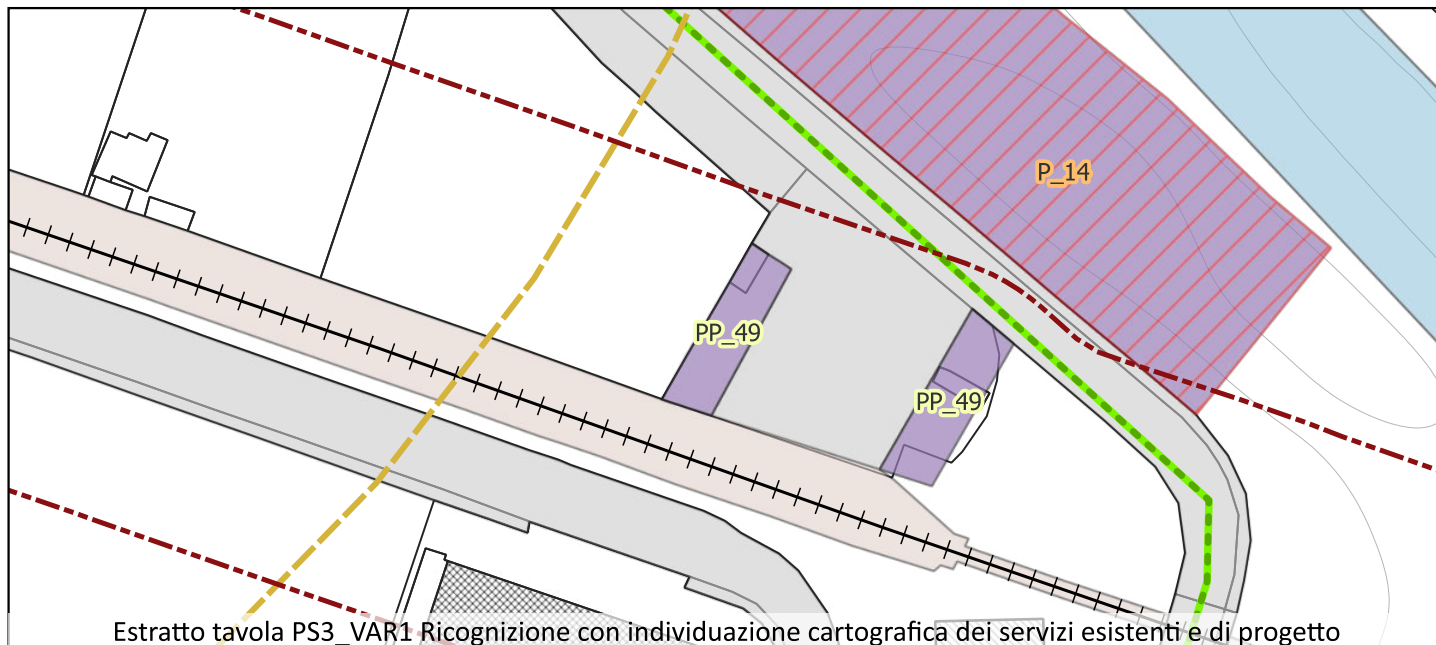 P_14
PP_49
PP_49
Estratto tavola PS3_VAR1 Ricognizione con individuazione cartografica dei servizi esistenti e di progetto